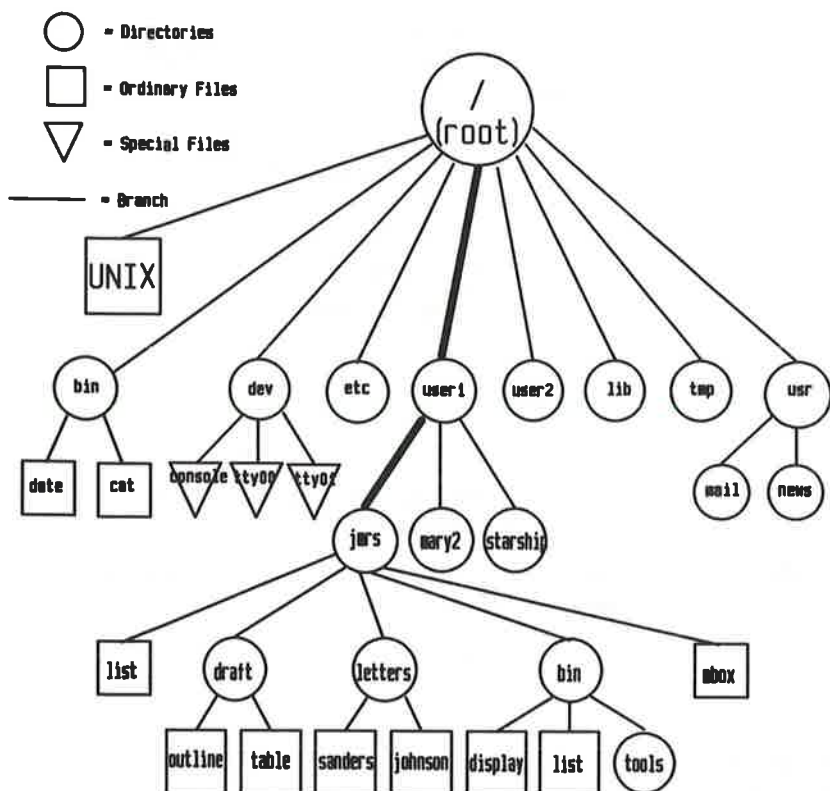 = Directories
= Ordinary Files
= Special Files
= Branch
/
(root)
UNIX
bin
dev
etc
user1
user2
lib
tmp
usr
date
cat
console
tty00
tty01
mail
news
jmrs
mary2
starship
list
draft
letters
bin
mbox
outline
table
sanders
johnson
display
list
tools